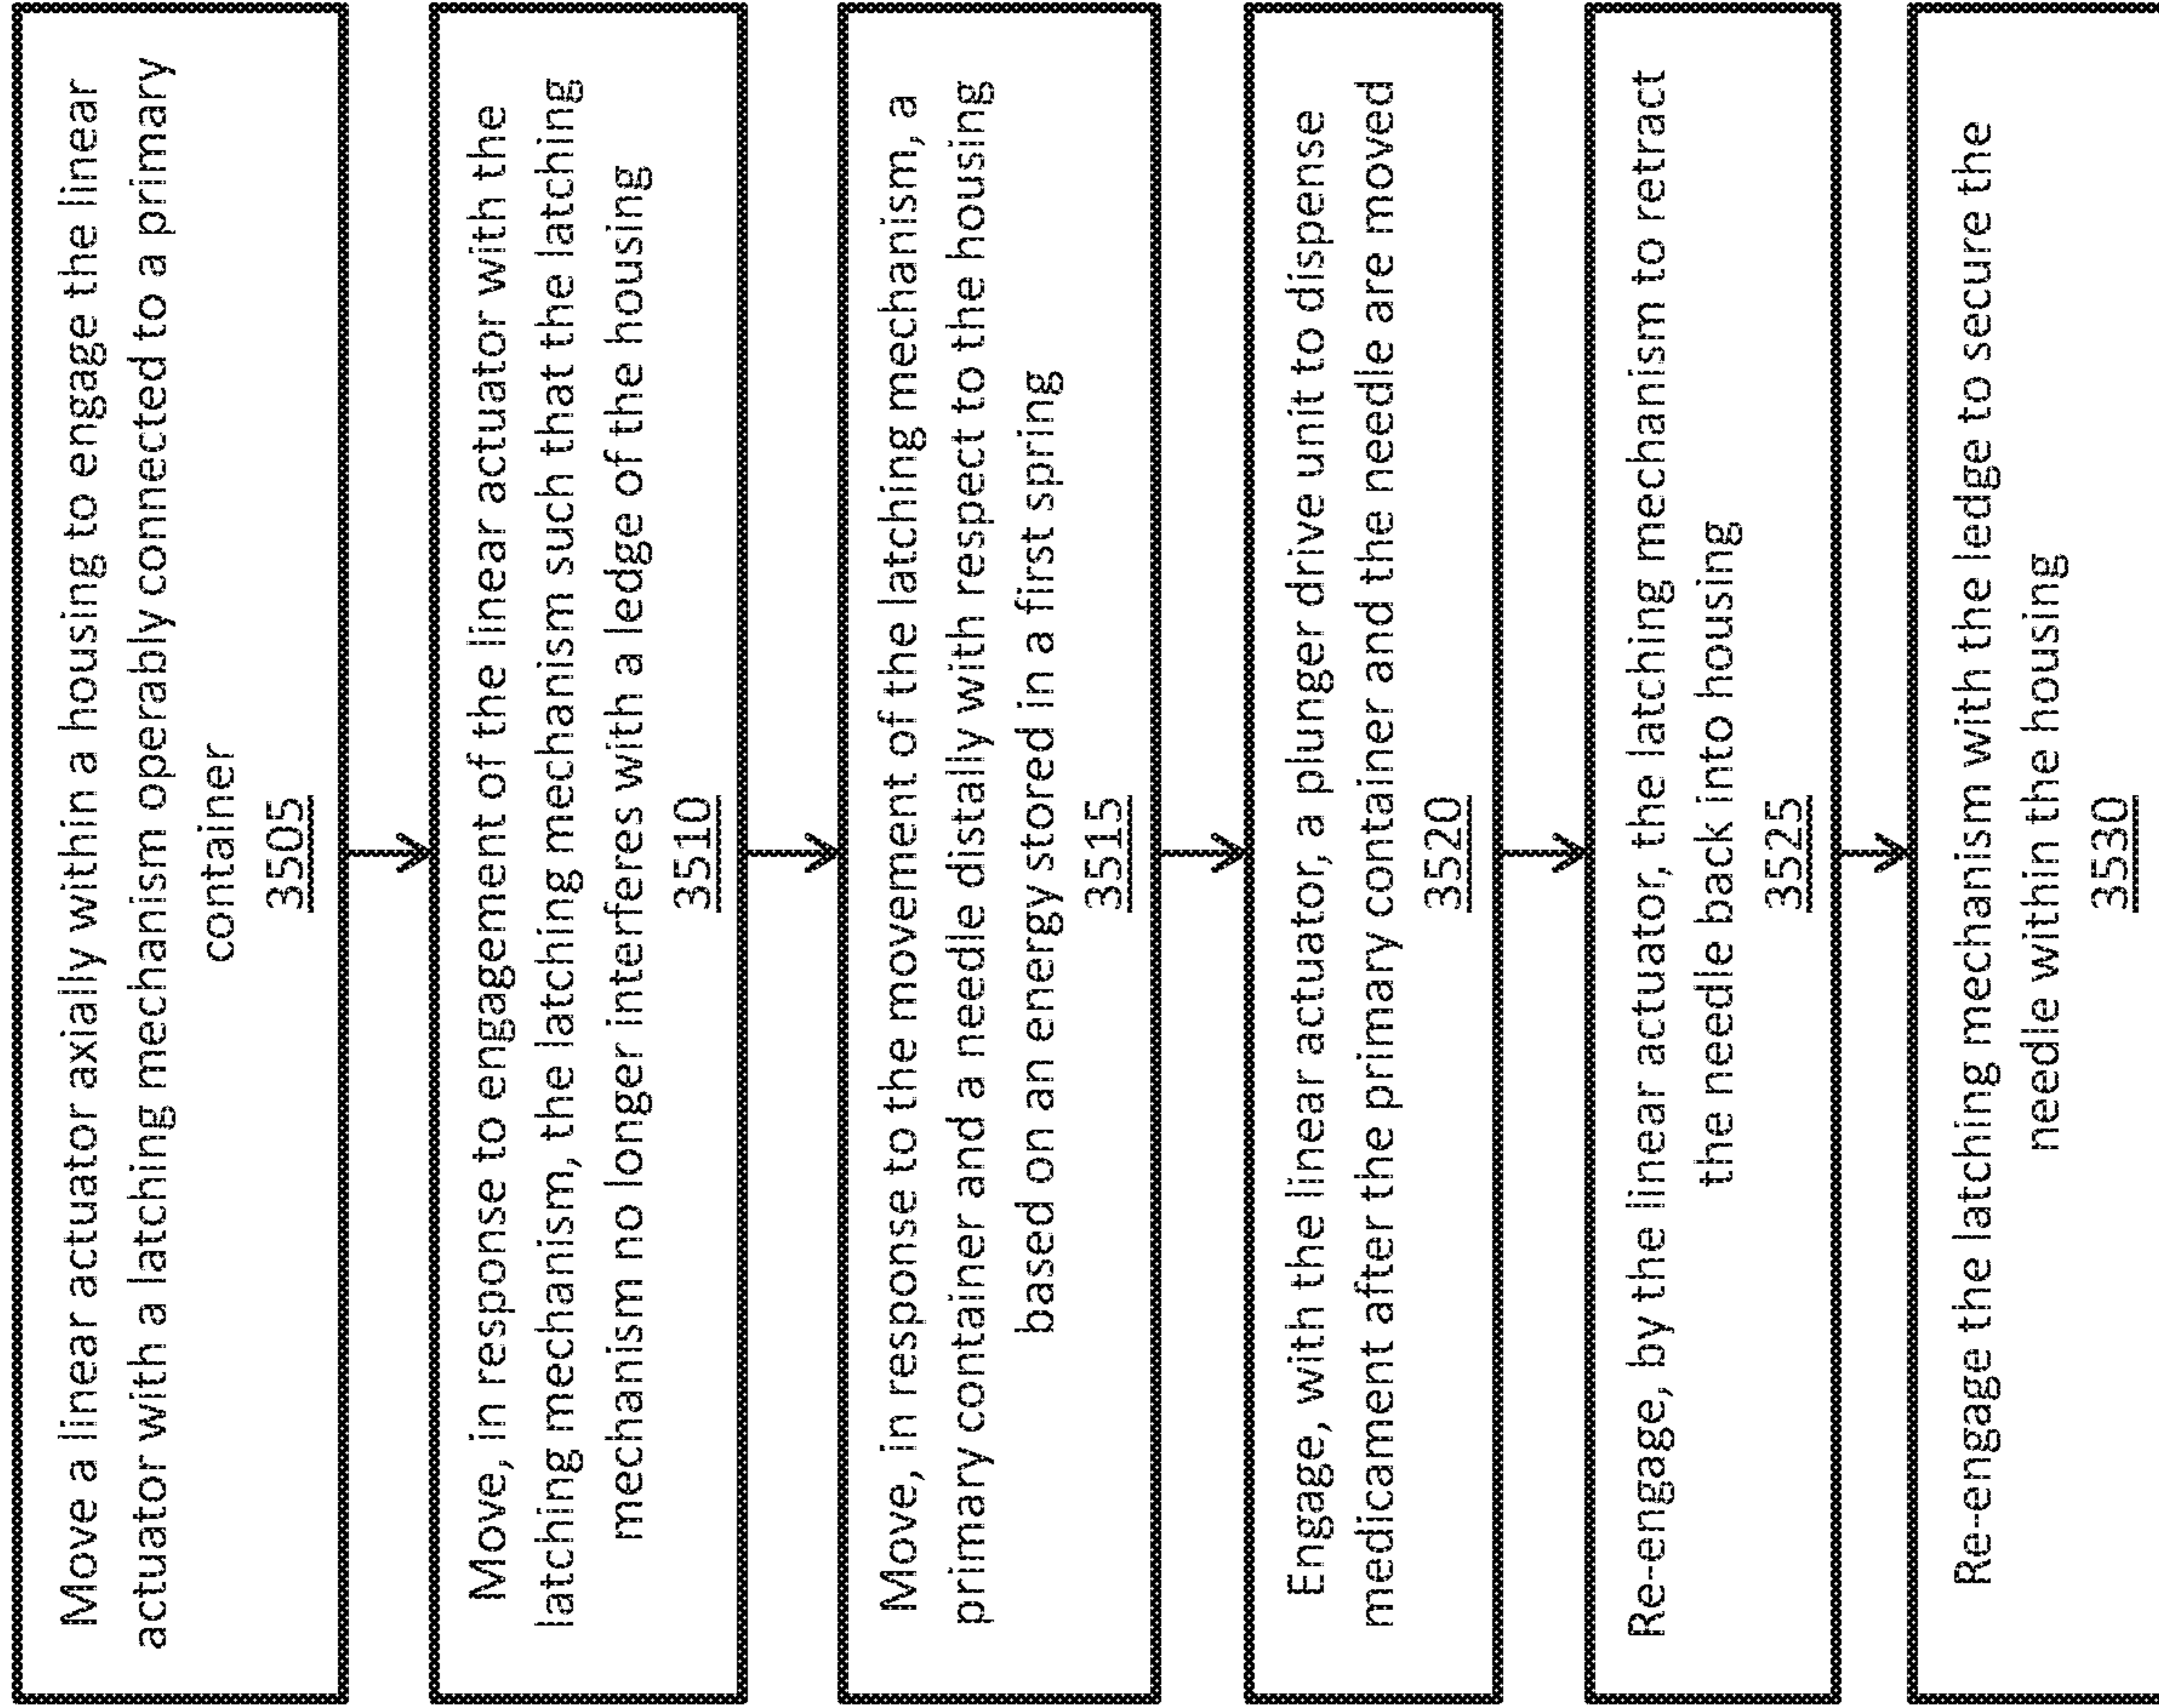 Move a linear actuator axially within a housing to engage the linear
actuator with a latching mechanism operably connected to a primary
container
3505
Move, in response to engagement of the linear actuator with the
latching mechanism, the latching mechanism such that the latching
mechanism no longer interferes with a ledge of the housing
3510
Move, in response to the movement of the latching mechanism, a
primary container and a needle distally with respect to the housing
based on an energy stored in a first spring
3515
Engage, with the linear actuator, a plunger drive unit to dispense
medicament after the primary container and the needle are moved
3520
Re-engage, by the linear actuator, the latching mechanism to retract
the needle back into housing
3525
Re-engage the latching mechanism with the ledge to secure the
needle within the housing
3530